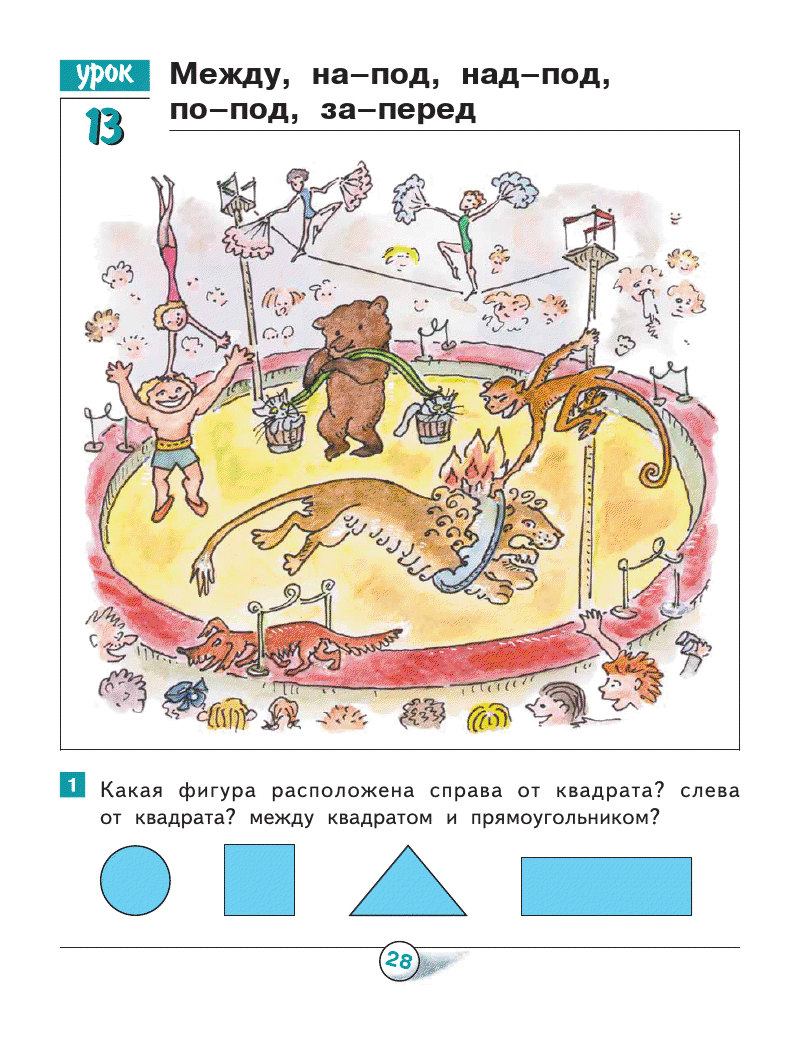 урок
13
Между, на–под, над–под,
по–под, за–перед
1
Какая фигура расположена справа от квадрата? слева
от квадрата? между квадратом и прямоугольником?
28